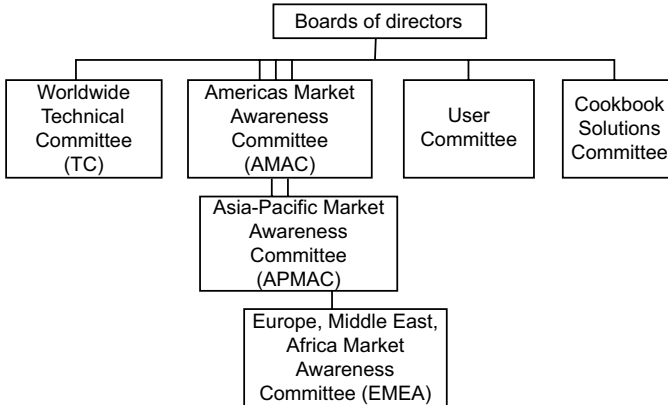 Boards of directors
Worldwide
Technical
Committee
(TC)
Americas Market
Awareness
Committee
(AMAC)
User
Committee
Cookbook
Solutions
Committee
Asia-Pacific Market
Awareness
Committee
(APMAC)
Europe, Middle East,
Africa Market
Awareness
Committee (EMEA)